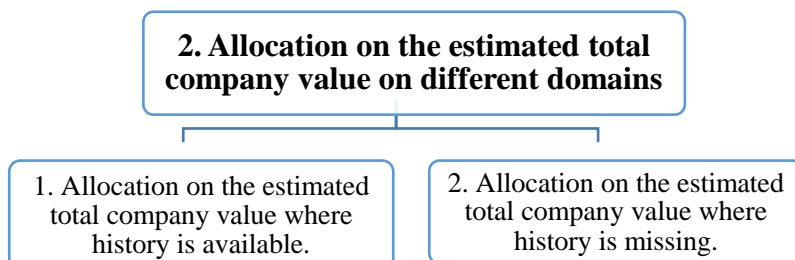 2. Allocation on the estimated total
company value on different domains
1. Allocation on the estimated
total company value where
history is available.
2. Allocation on the estimated
total company value where
history is missing.